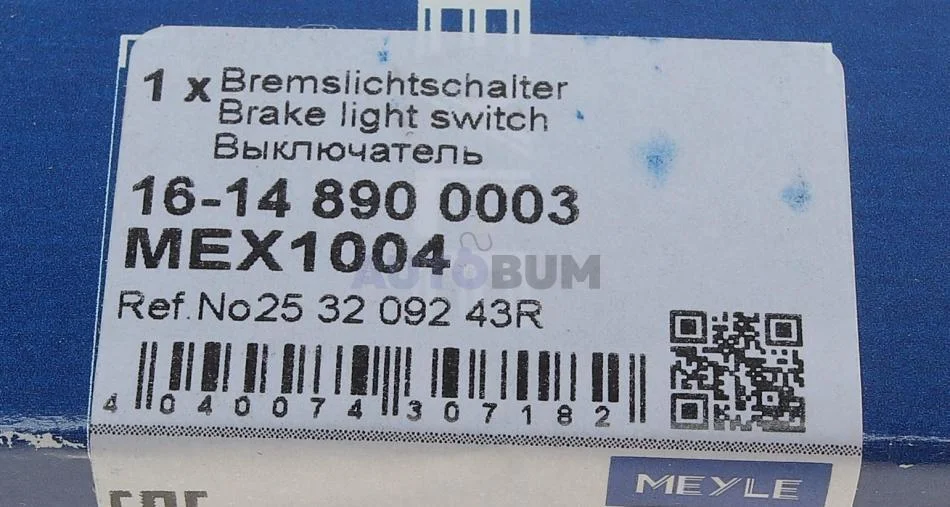 1 x Bremslichtschalter
Brake light switch
Выключатель
16-14 890 0003
MEX1004
AUTOBUM
Ref.No25 32 092 43R
4 040074 307182
MEYLE